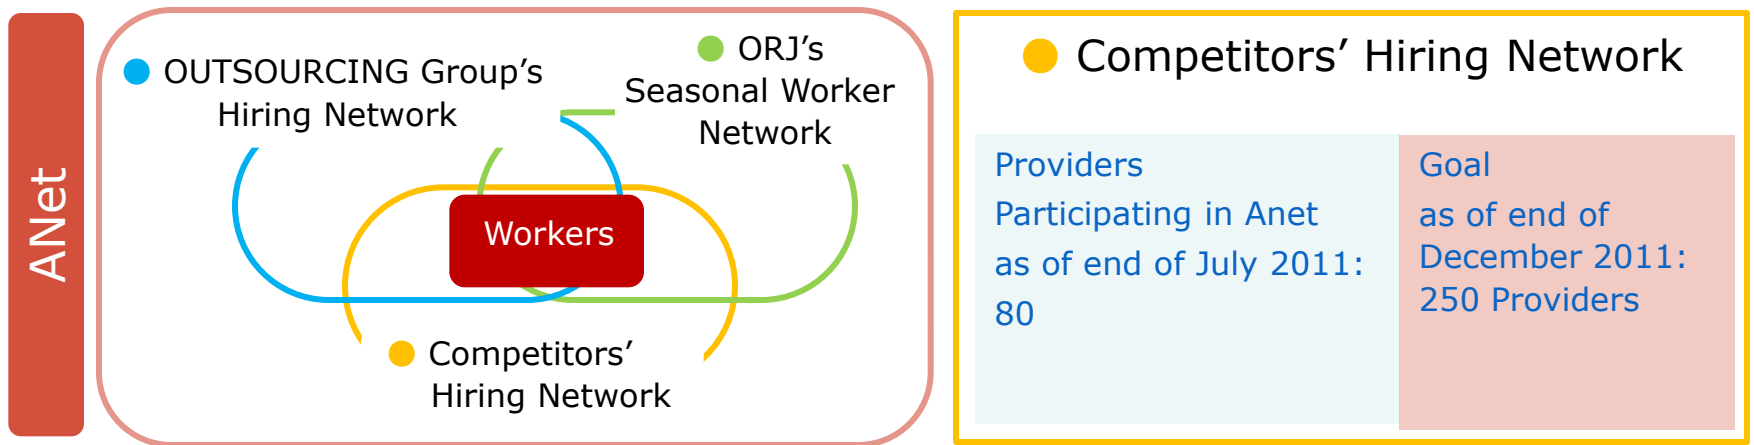 ANet
OUTSOURCING Group’s
Hiring Network
ORJ’s
Seasonal Worker
Network
Workers
Competitors’
Hiring Network
Competitors’ Hiring Network
Providers
Participating in Anet
as of end of July 2011:
80
Goal
as of end of
December 2011:
250 Providers